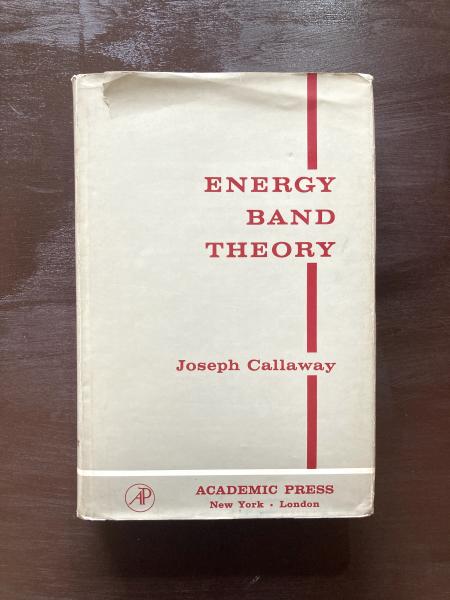 ENERGY
BAND
THEORY
Joseph Callaway
AP
ACADEMIC PRESS
New York • London